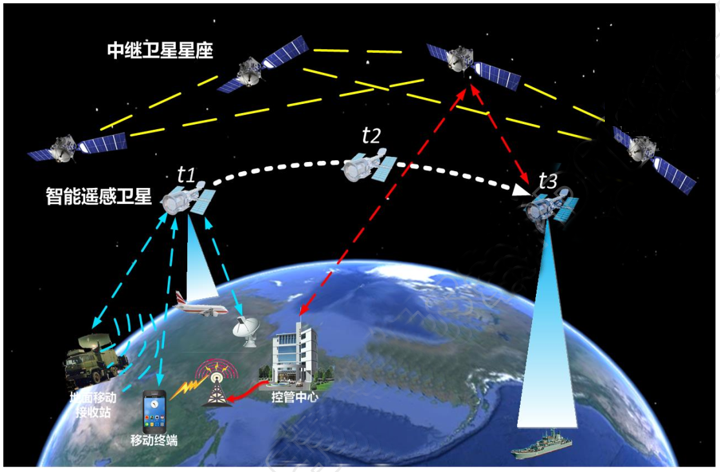 中继卫星星座
t2
t1
t3
智能遥感卫星
地面移动
接收站
移动终端
控管中心